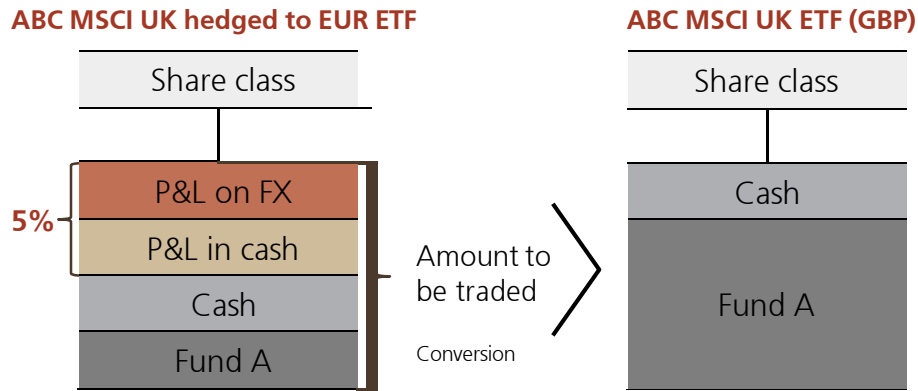 ABC MSCI UK hedged to EUR ETF
Share class
P&L on FX
5%
P&L in cash
Cash
Fund A
Amount to
be traded
Conversion
ABC MSCI UK ETF (GBP)
Share class
Cash
Fund A